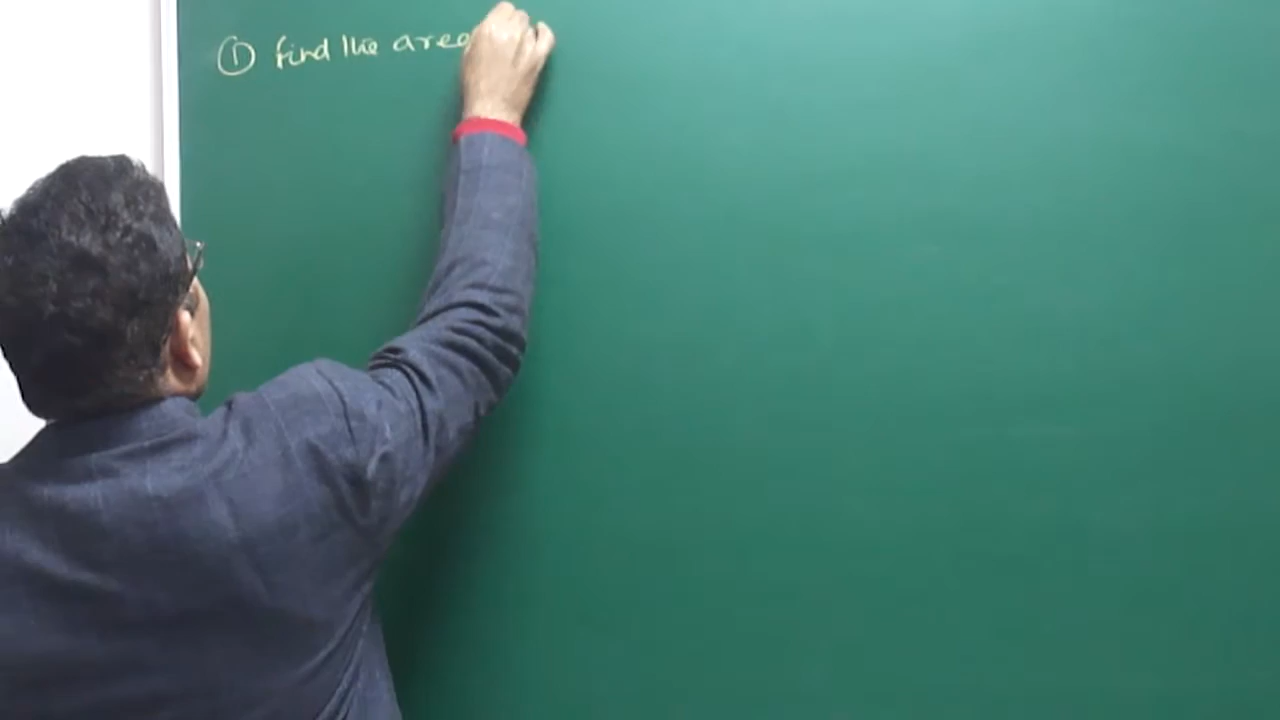 ① find the area